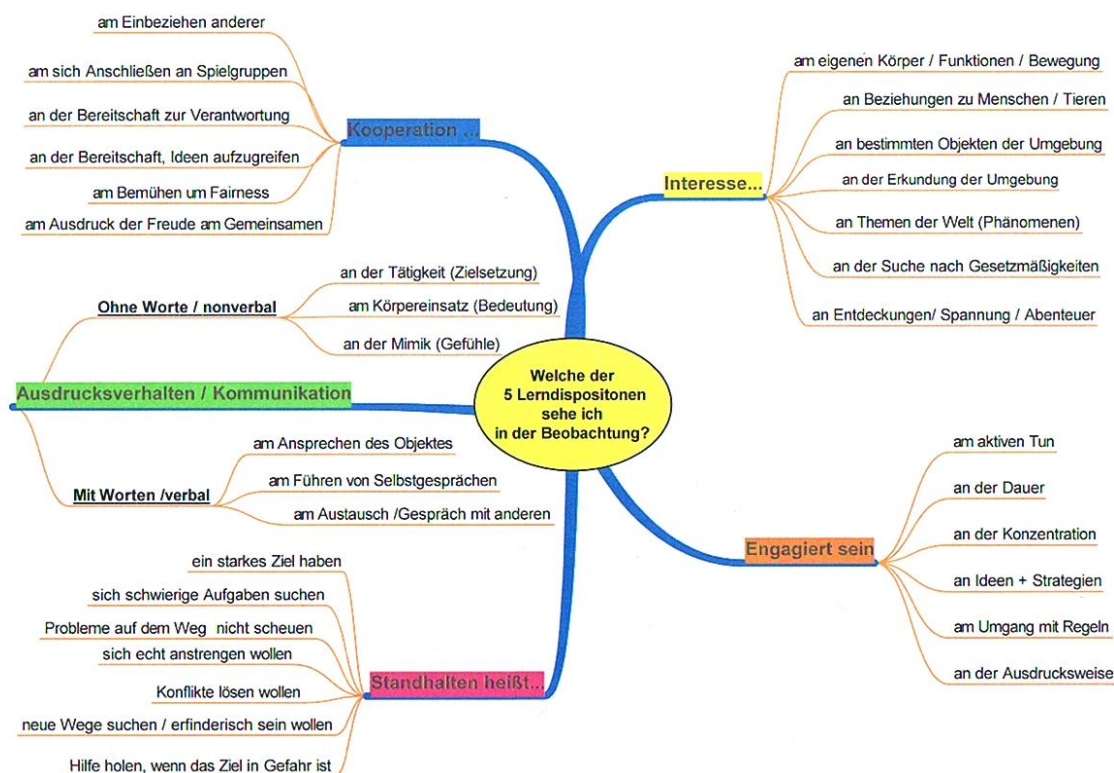 Welche der
5 Lerndispositonen
sehe ich
in der Beobachtung?
Kooperation ...
am Einbeziehen anderer
am sich Anschließen an Spielgruppen
an der Bereitschaft zur Verantwortung
an der Bereitschaft, Ideen aufzugreifen
am Bemühen um Fairness
am Ausdruck der Freude am Gemeinsamen
Interesse...
am eigenen Körper / Funktionen / Bewegung
an Beziehungen zu Menschen / Tieren
an bestimmten Objekten der Umgebung
an der Erkundung der Umgebung
an Themen der Welt (Phänomenen)
an der Suche nach Gesetzmäßigkeiten
an Entdeckungen/ Spannung / Abenteuer
Ausdrucksverhalten / Kommunikation
Ohne Worte / nonverbal
an der Tätigkeit (Zielsetzung)
am Körpereinsatz (Bedeutung)
an der Mimik (Gefühle)
Mit Worten /verbal
am Ansprechen des Objektes
am Führen von Selbstgesprächen
am Austausch /Gespräch mit anderen
Engagiert sein
am aktiven Tun
an der Dauer
an der Konzentration
an Ideen + Strategien
am Umgang mit Regeln
an der Ausdrucksweise
Standhalten heißt...
ein starkes Ziel haben
sich schwierige Aufgaben suchen
Probleme auf dem Weg nicht scheuen
sich echt anstrengen wollen
Konflikte lösen wollen
neue Wege suchen / erfinderisch sein wollen
Hilfe holen, wenn das Ziel in Gefahr ist